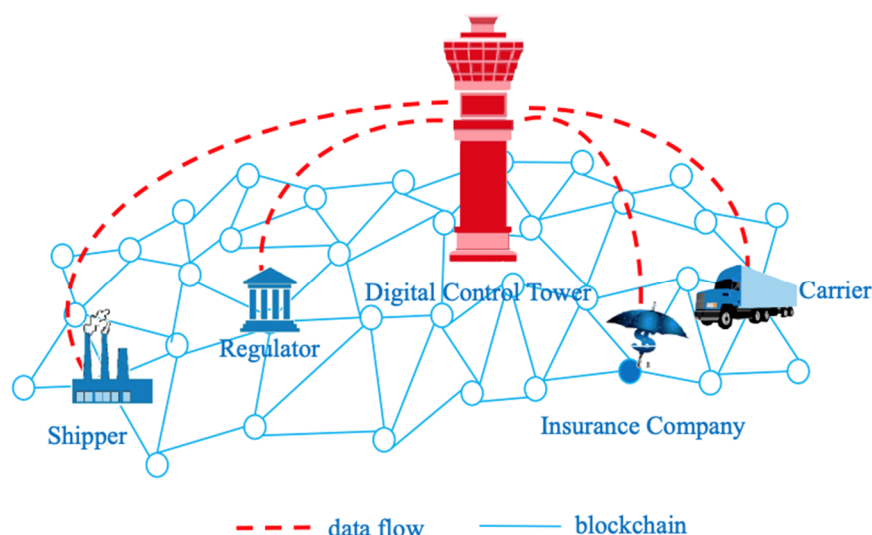 Digital Control Tower
Carrier
Regulator
Shipper
Insurance Company
$
data flow
blockchain